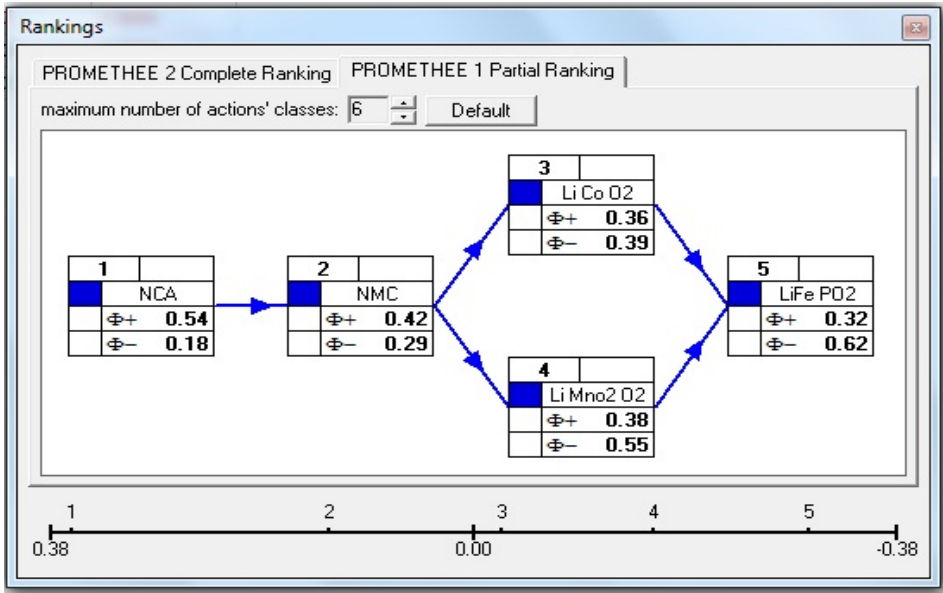 Rankings
PROMETHEE 2 Complete Ranking
PROMETHEE 1 Partial Ranking
maximum number of actions' classes: 6
Default
1
NCA
Φ+ 0.54
Φ− 0.18
2
NMC
Φ+ 0.42
Φ− 0.29
3
Li Co O2
Φ+ 0.36
Φ− 0.39
4
Li Mno2 O2
Φ+ 0.38
Φ− 0.55
5
LiFe PO2
Φ+ 0.32
Φ− 0.62
1 2 3 4 5
0.38 0.00 -0.38